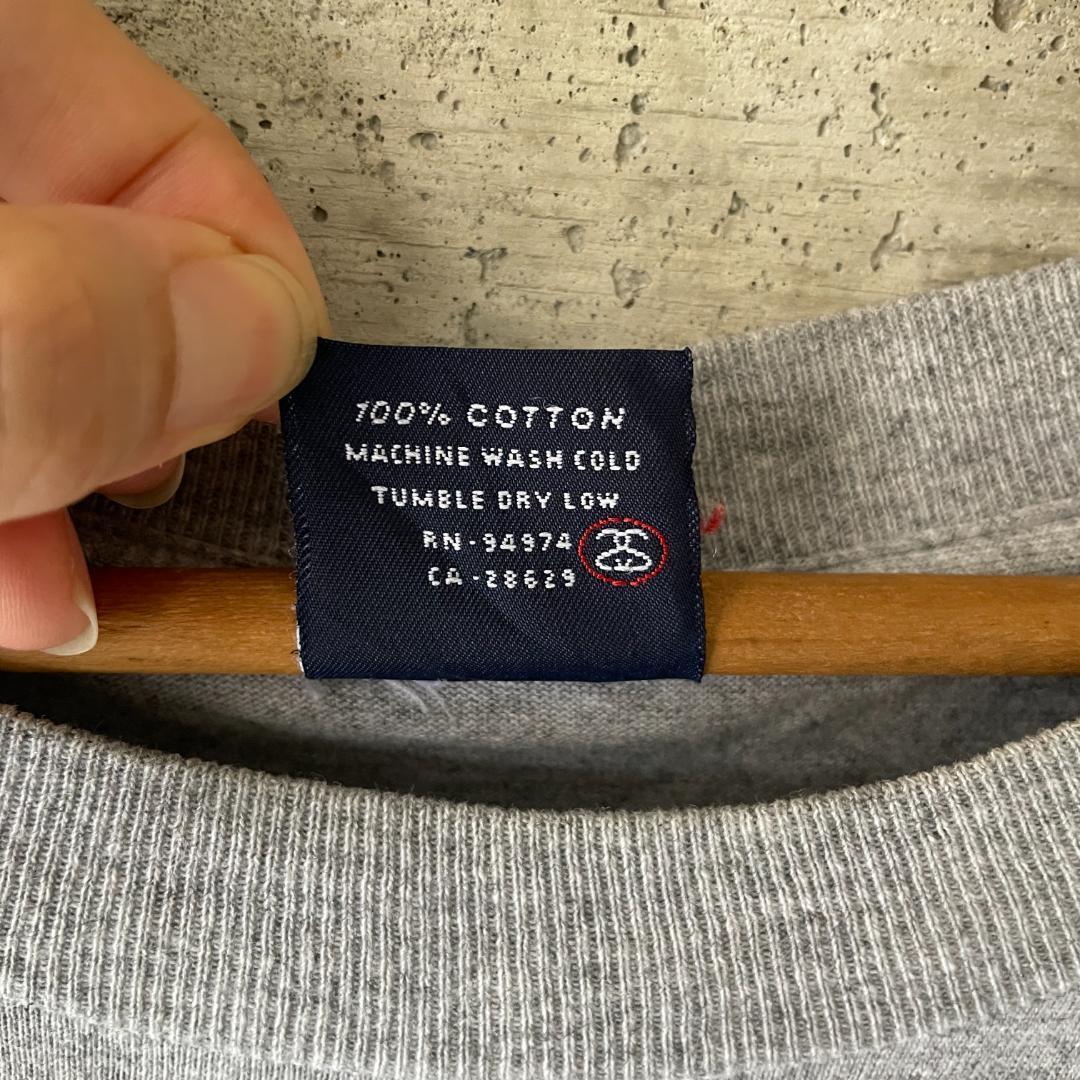 100% COTTON
MACHINE WASH COLD
TUMBLE DRY LOW
RN-94974
CA-28629